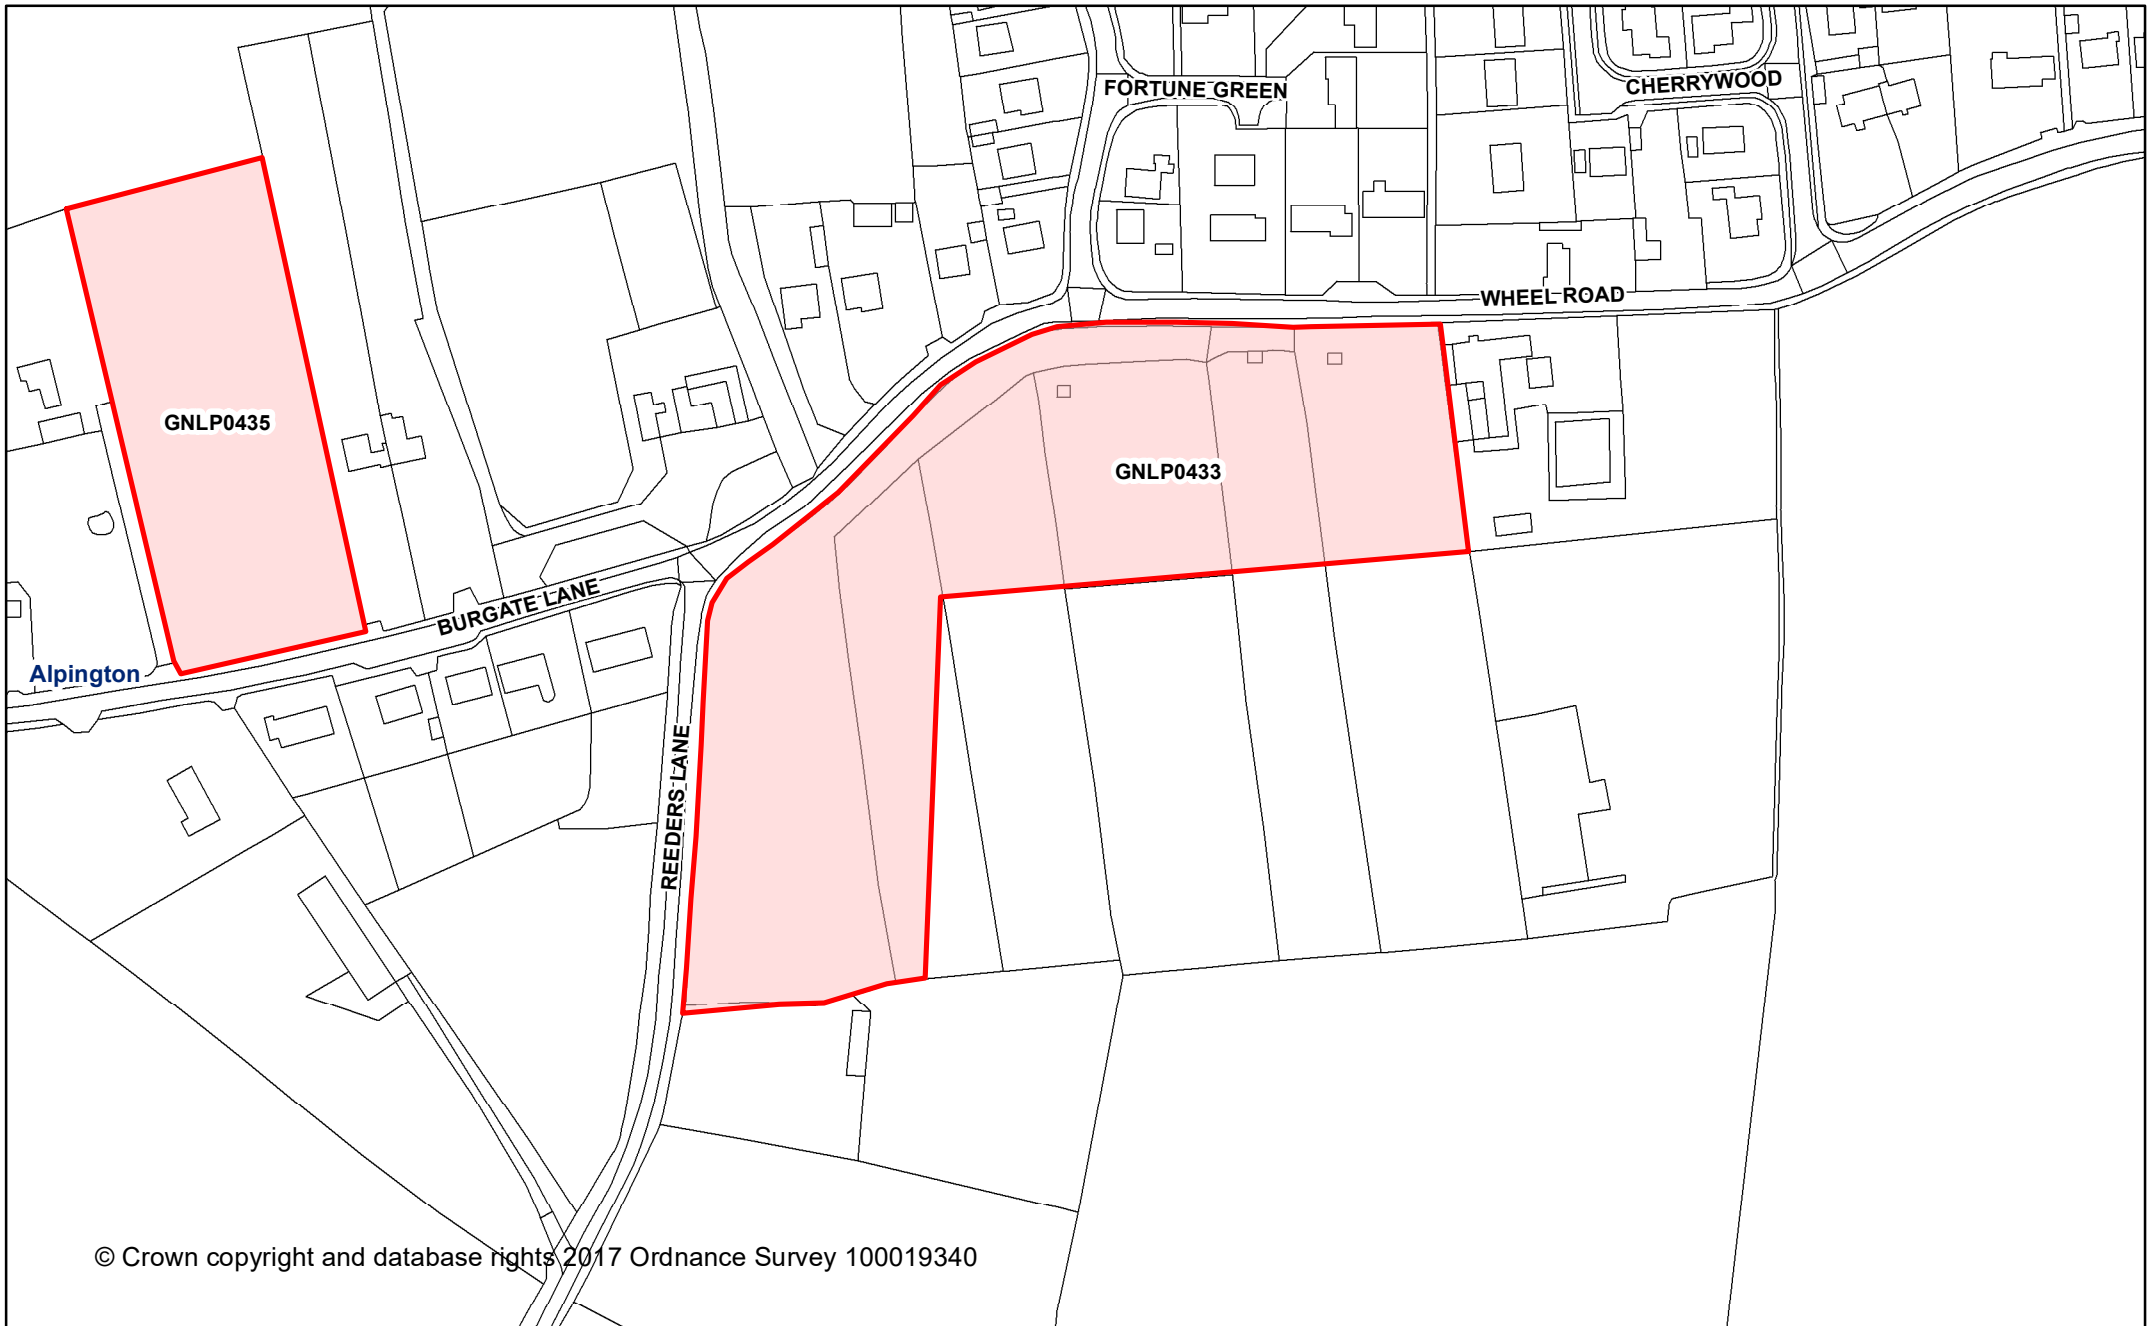 FORTUNE GREEN
CHERRYWOOD
WHEEL ROAD
GNLP0435
GNLP0433
BURGATE LANE
Alpington
REEDERS LANE
© Crown copyright and database rights 2017 Ordnance Survey 100019340